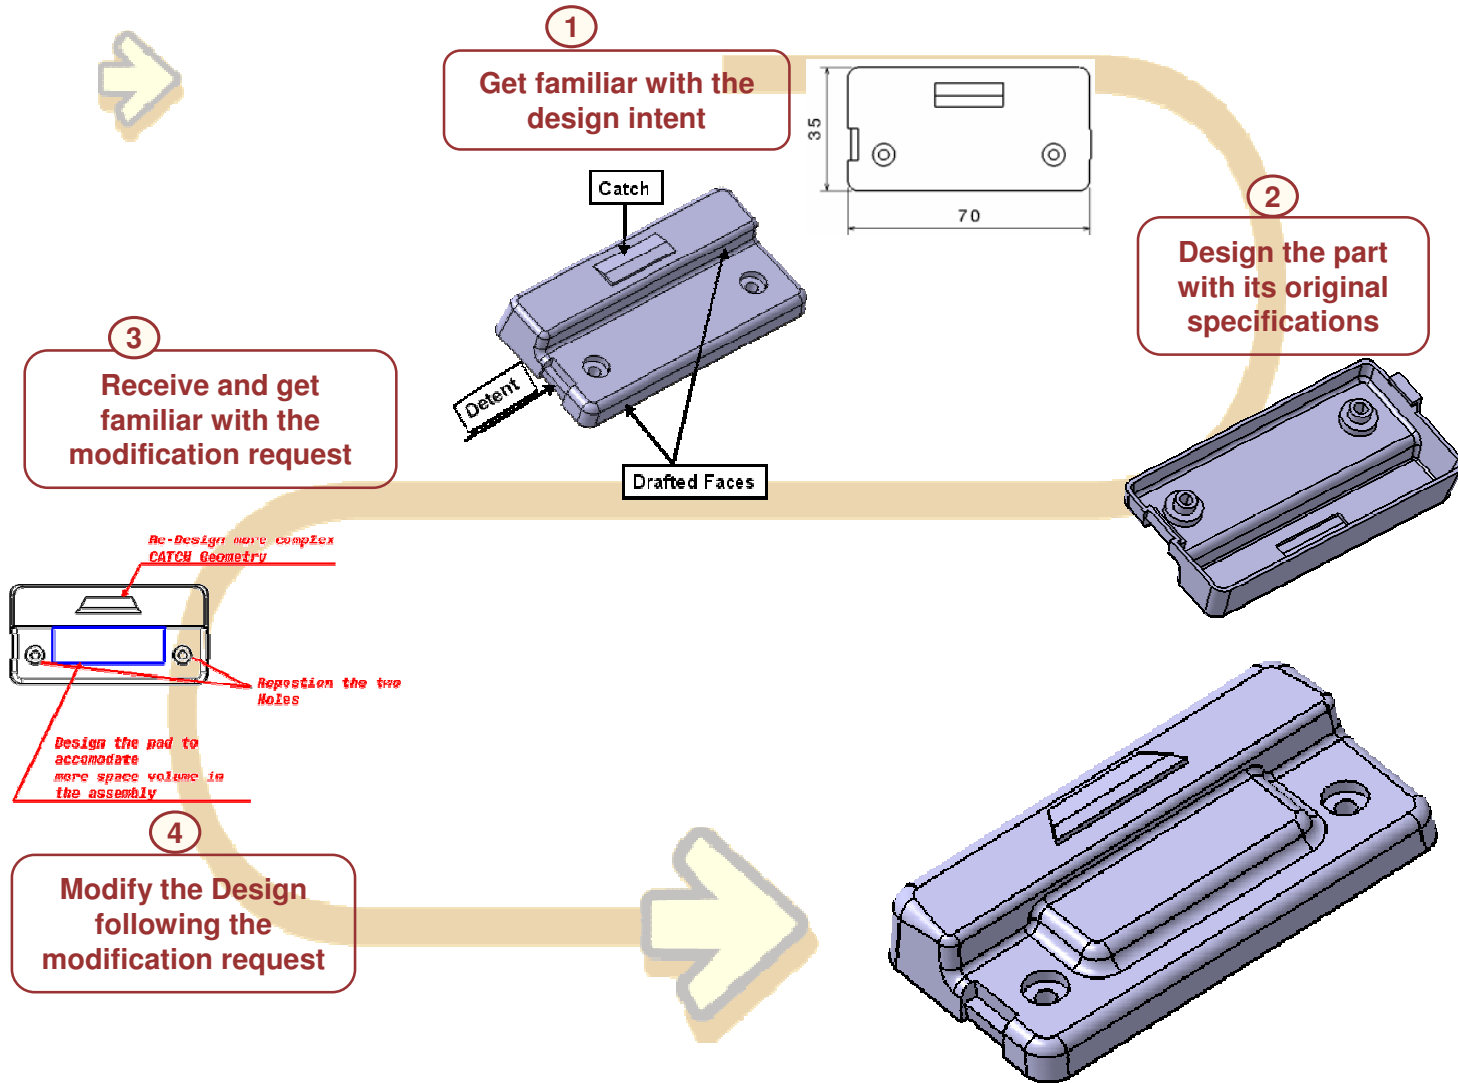 1
Get familiar with the
design intent
35
70
Catch
Detent
Drafted Faces
2
Design the part
with its original
specifications
3
Receive and get
familiar with the
modification request
Re-Design more complex
CATCH Geometry
Repostion the two
Holes
Design the pad to
accomodate
more space volume in
the assembly
4
Modify the Design
following the
modification request